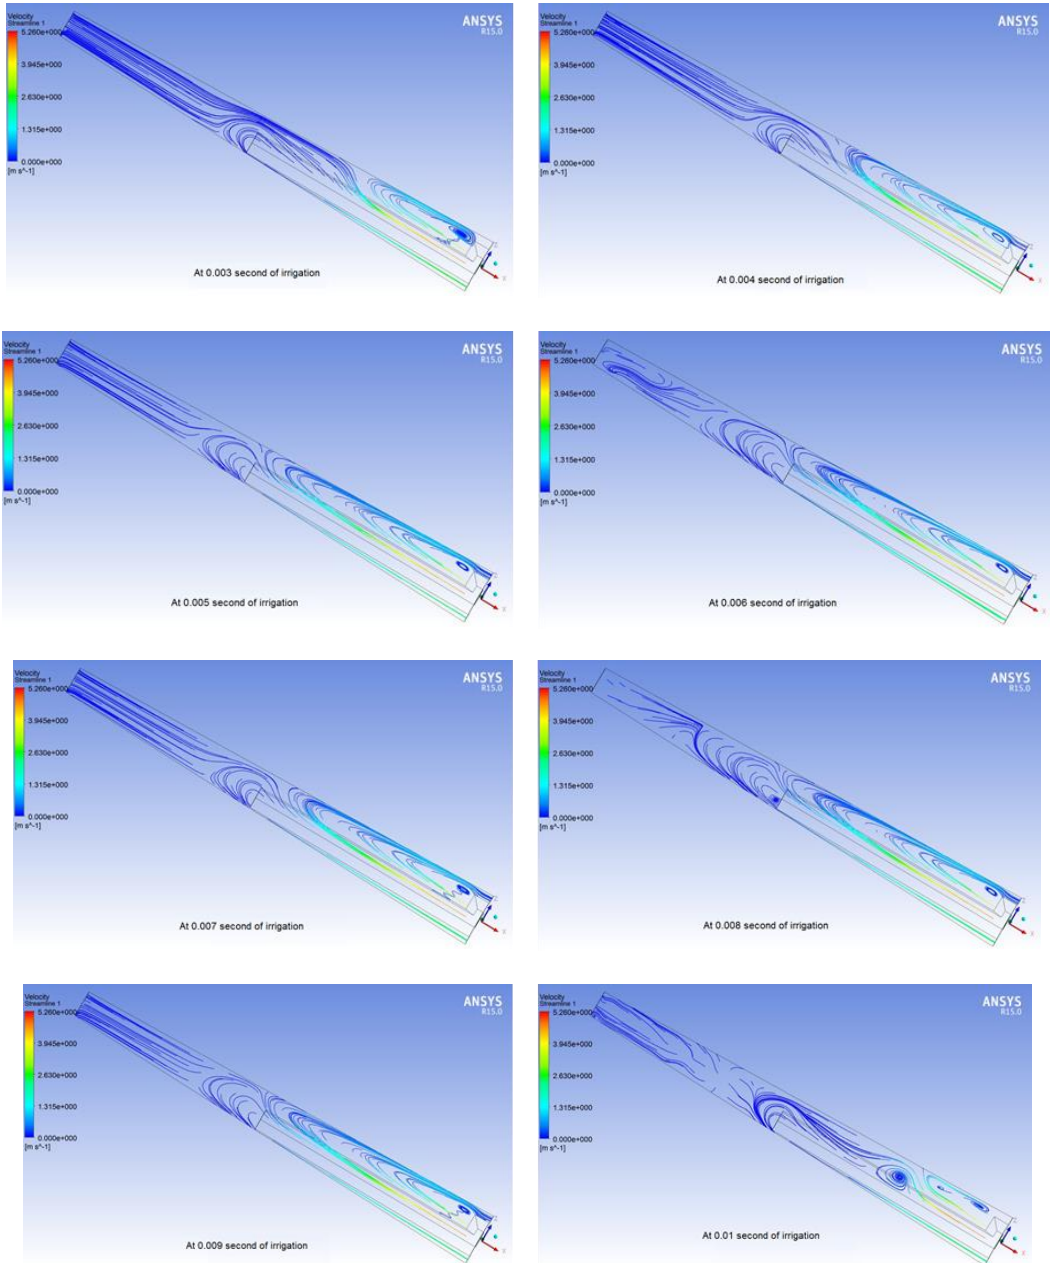 Velocity
Streamline 1
5.260e+000
3.945e+000
2.630e+000
1.315e+000
0.000e+000
[m s^-1]
ANSYS
R15.0
Z
X
At 0.003 second of irrigation
Velocity
Streamline 1
5.260e+000
3.945e+000
2.630e+000
1.315e+000
0.000e+000
[m s^-1]
ANSYS
R15.0
Z
X
At 0.004 second of irrigation
Velocity
Streamline 1
5.260e+000
3.945e+000
2.630e+000
1.315e+000
0.000e+000
[m s^-1]
ANSYS
R15.0
Z
X
At 0.005 second of irrigation
Velocity
Streamline 1
5.260e+000
3.945e+000
2.630e+000
1.315e+000
0.000e+000
[m s^-1]
ANSYS
R15.0
Z
X
At 0.006 second of irrigation
Velocity
Streamline 1
5.260e+000
3.945e+000
2.630e+000
1.315e+000
0.000e+000
[m s^-1]
ANSYS
R15.0
Z
X
At 0.007 second of irrigation
Velocity
Streamline 1
5.260e+000
3.945e+000
2.630e+000
1.315e+000
0.000e+000
[m s^-1]
ANSYS
R15.0
Z
X
At 0.008 second of irrigation
Velocity
Streamline 1
5.260e+000
3.945e+000
2.630e+000
1.315e+000
0.000e+000
[m s^-1]
ANSYS
R15.0
Z
X
At 0.009 second of irrigation
Velocity
Streamline 1
5.260e+000
3.945e+000
2.630e+000
1.315e+000
0.000e+000
[m s^-1]
ANSYS
R15.0
Z
X
At 0.01 second of irrigation